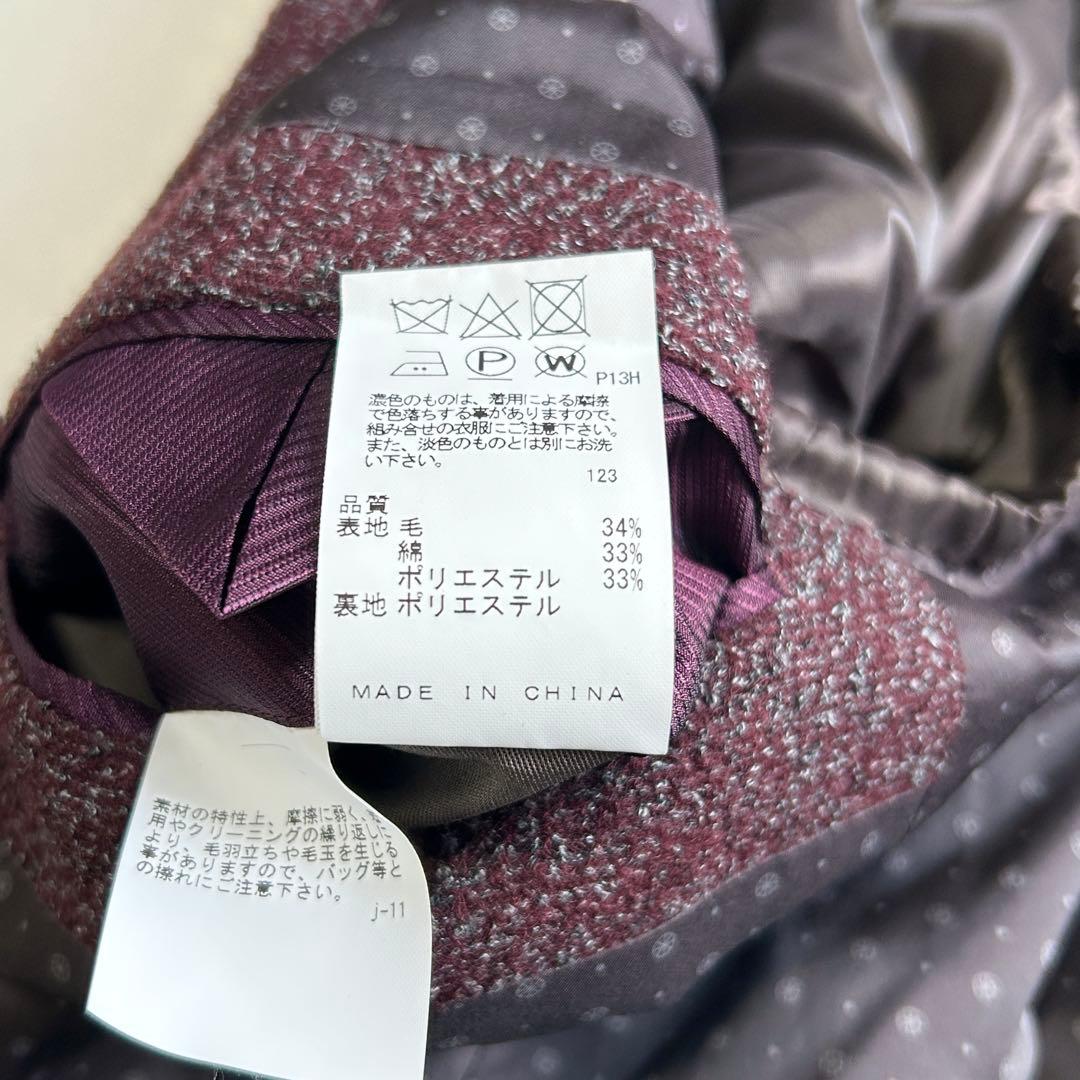 P
W
P13H
濃色のものは、着用による摩擦
で色落ちする事がありますので、
組み合せの衣服にご注意下さい。
また、淡色のものとは別にお洗
い下さい。
123
品質
表地 毛 34%
綿 33%
ポリエステル 33%
裏地 ポリエステル
MADE IN CHINA
素材の特性上、摩擦に弱く、
用やクリーニングの繰り返しに
より、毛羽立ちや毛玉を生じる
事がありますので、バッグ等と
の擦れにご注意下さい。
j-11